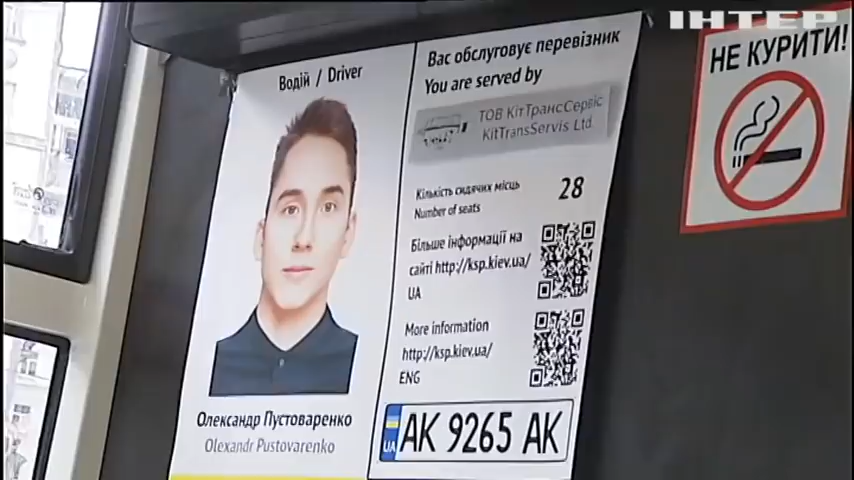 ІНТЕР
Водій / Driver
Олександр Пустоваренко
Olexandr Pustovarenko
Вас обслуговує перевізник
You are served by
ТОВ КітТрансСервіс
KitTransServis Ltd.
Кількість сидячих місць
Number of seats
28
Більше інформації на
сайті http://ksp.kiev.ua/
UA
More information
http://ksp.kiev.ua/
ENG
UA AK 9265 AK
НЕ КУРИТИ!